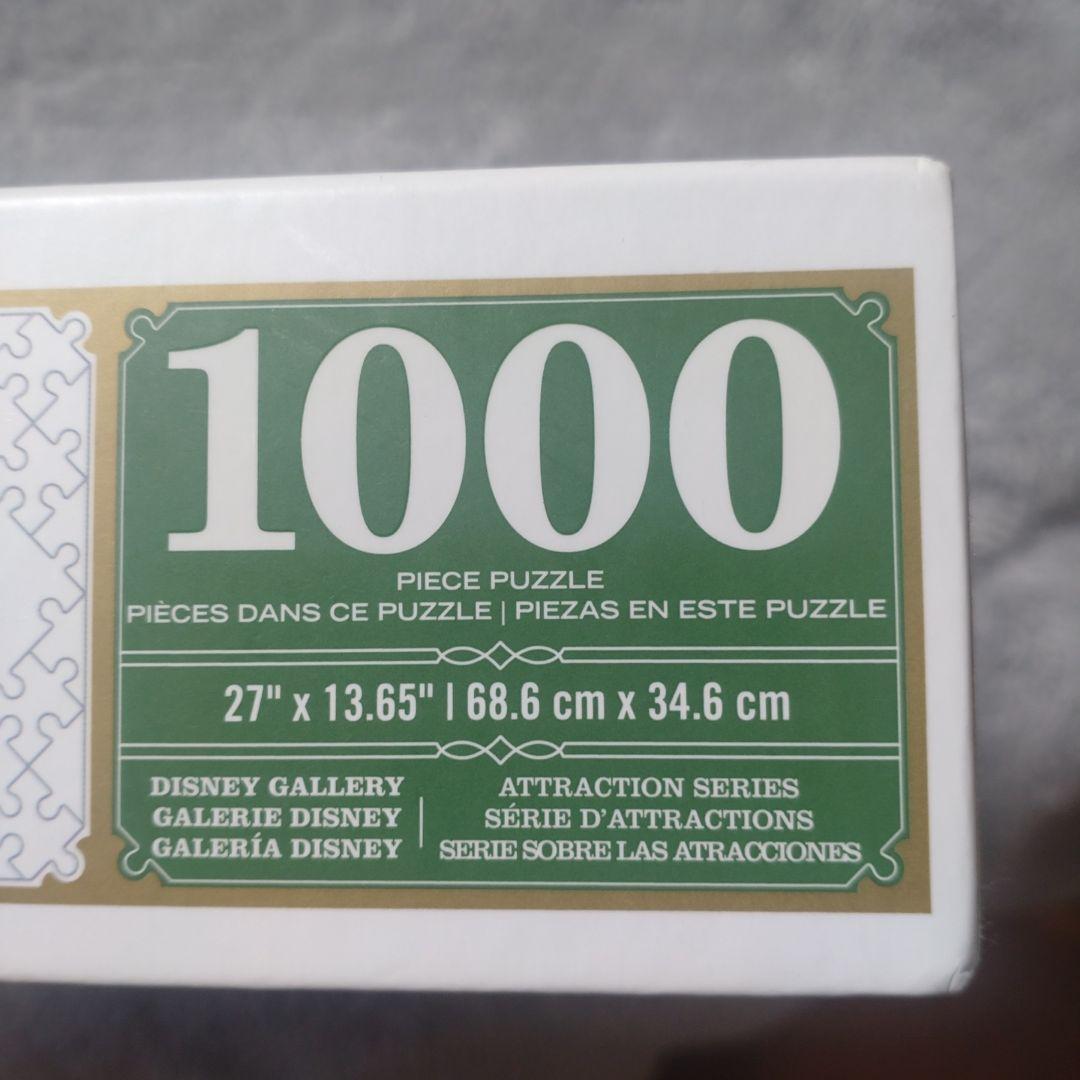 1000
PIECE PUZZLE
PIÈCES DANS CE PUZZLE | PIEZAS EN ESTE PUZZLE
27" x 13.65" | 68.6 cm x 34.6 cm
DISNEY GALLERY
GALERIE DISNEY
GALERÍA DISNEY
ATTRACTION SERIES
SÉRIE D'ATTRACTIONS
SERIE SOBRE LAS ATRACCIONES